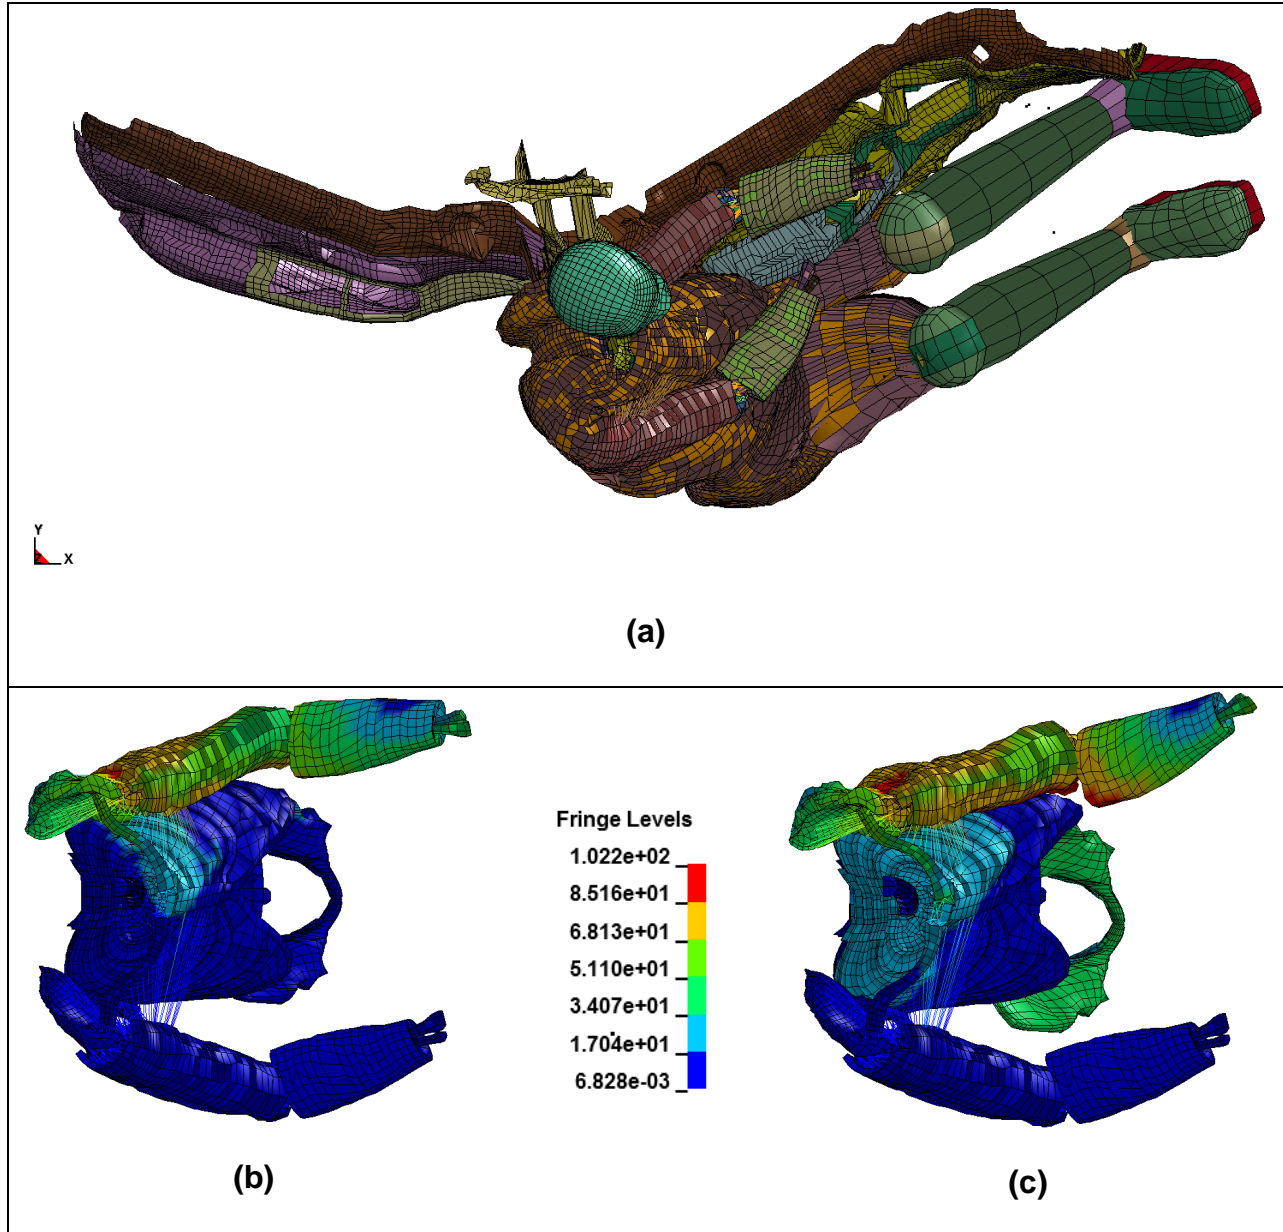 Y
Z X
(a)
Fringe Levels
1.022e+02
8.516e+01
6.813e+01
5.110e+01
3.407e+01
1.704e+01
6.828e-03
(b)
(c)